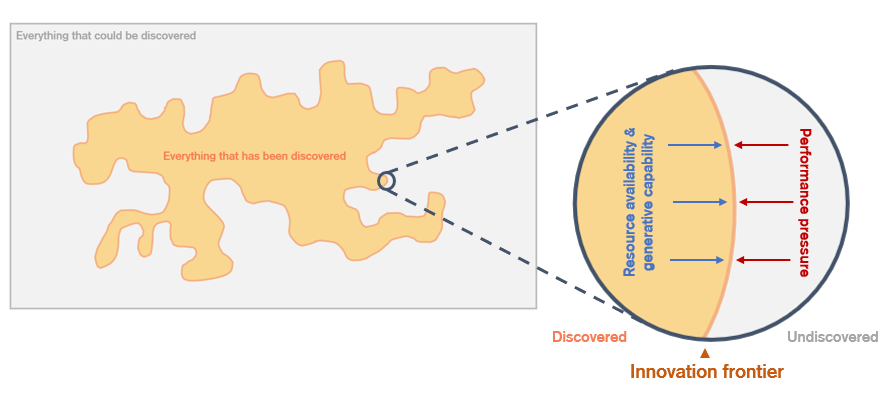 Everything that could be discovered
Everything that has been discovered
Resource availability &
generative capability
Performance pressure
Discovered
Undiscovered
Innovation frontier